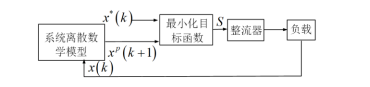 x*(k)
系统离散数
学模型
x^p(k+1)
x(k)
最小化目
标函数
S
整流器
负载